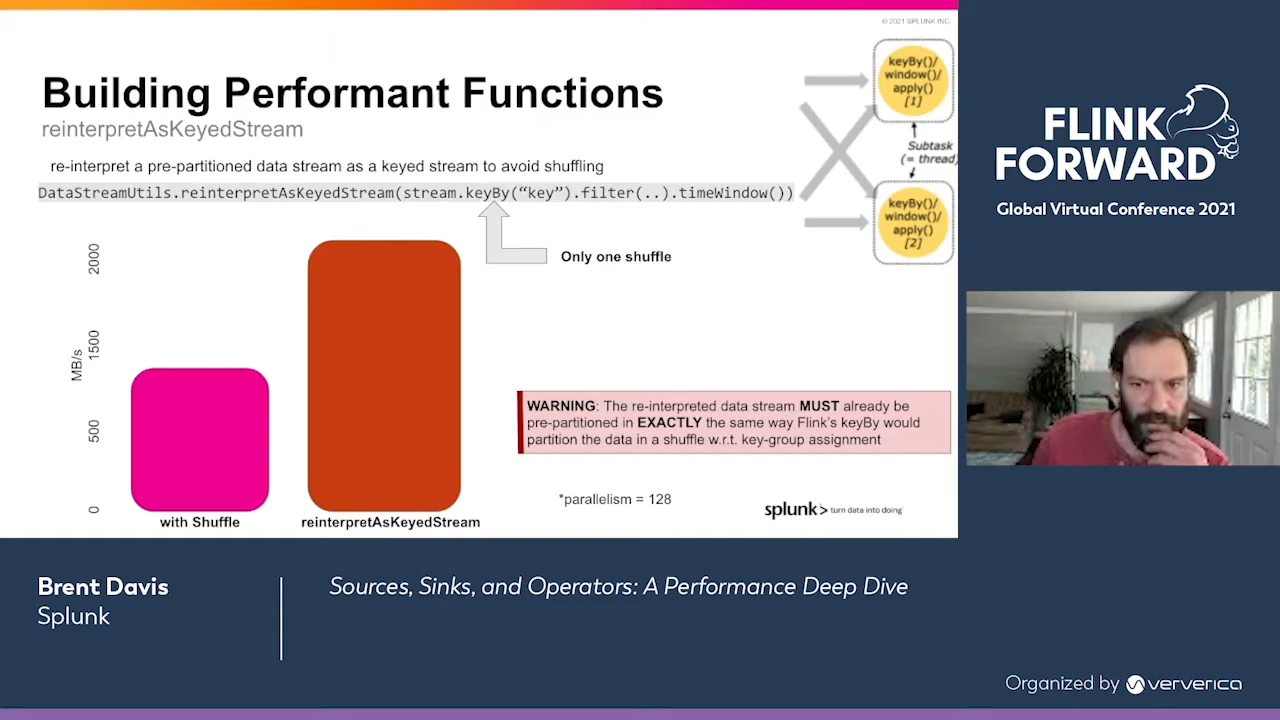 © 2021 SPLUNK INC.
Building Performant Functions
reinterpretAsKeyedStream
re-interpret a pre-partitioned data stream as a keyed stream to avoid shuffling
DataStreamUtils.reinterpretAsKeyedStream(stream.keyBy(“key”).filter(..).timeWindow())
Only one shuffle
keyBy()/
window()/
apply()
[1]
Subtask
(= thread)
keyBy()/
window()/
apply()
[2]
2000
1500
500
0
MB/s
with Shuffle
reinterpretAsKeyedStream
WARNING: The re-interpreted data stream MUST already be
pre-partitioned in EXACTLY the same way Flink's keyBy would
partition the data in a shuffle w.r.t. key-group assignment
*parallelism = 128
splunk> turn data into doing
FLINK
FORWARD
Global Virtual Conference 2021
Brent Davis
Splunk
Sources, Sinks, and Operators: A Performance Deep Dive
Organized by ververica